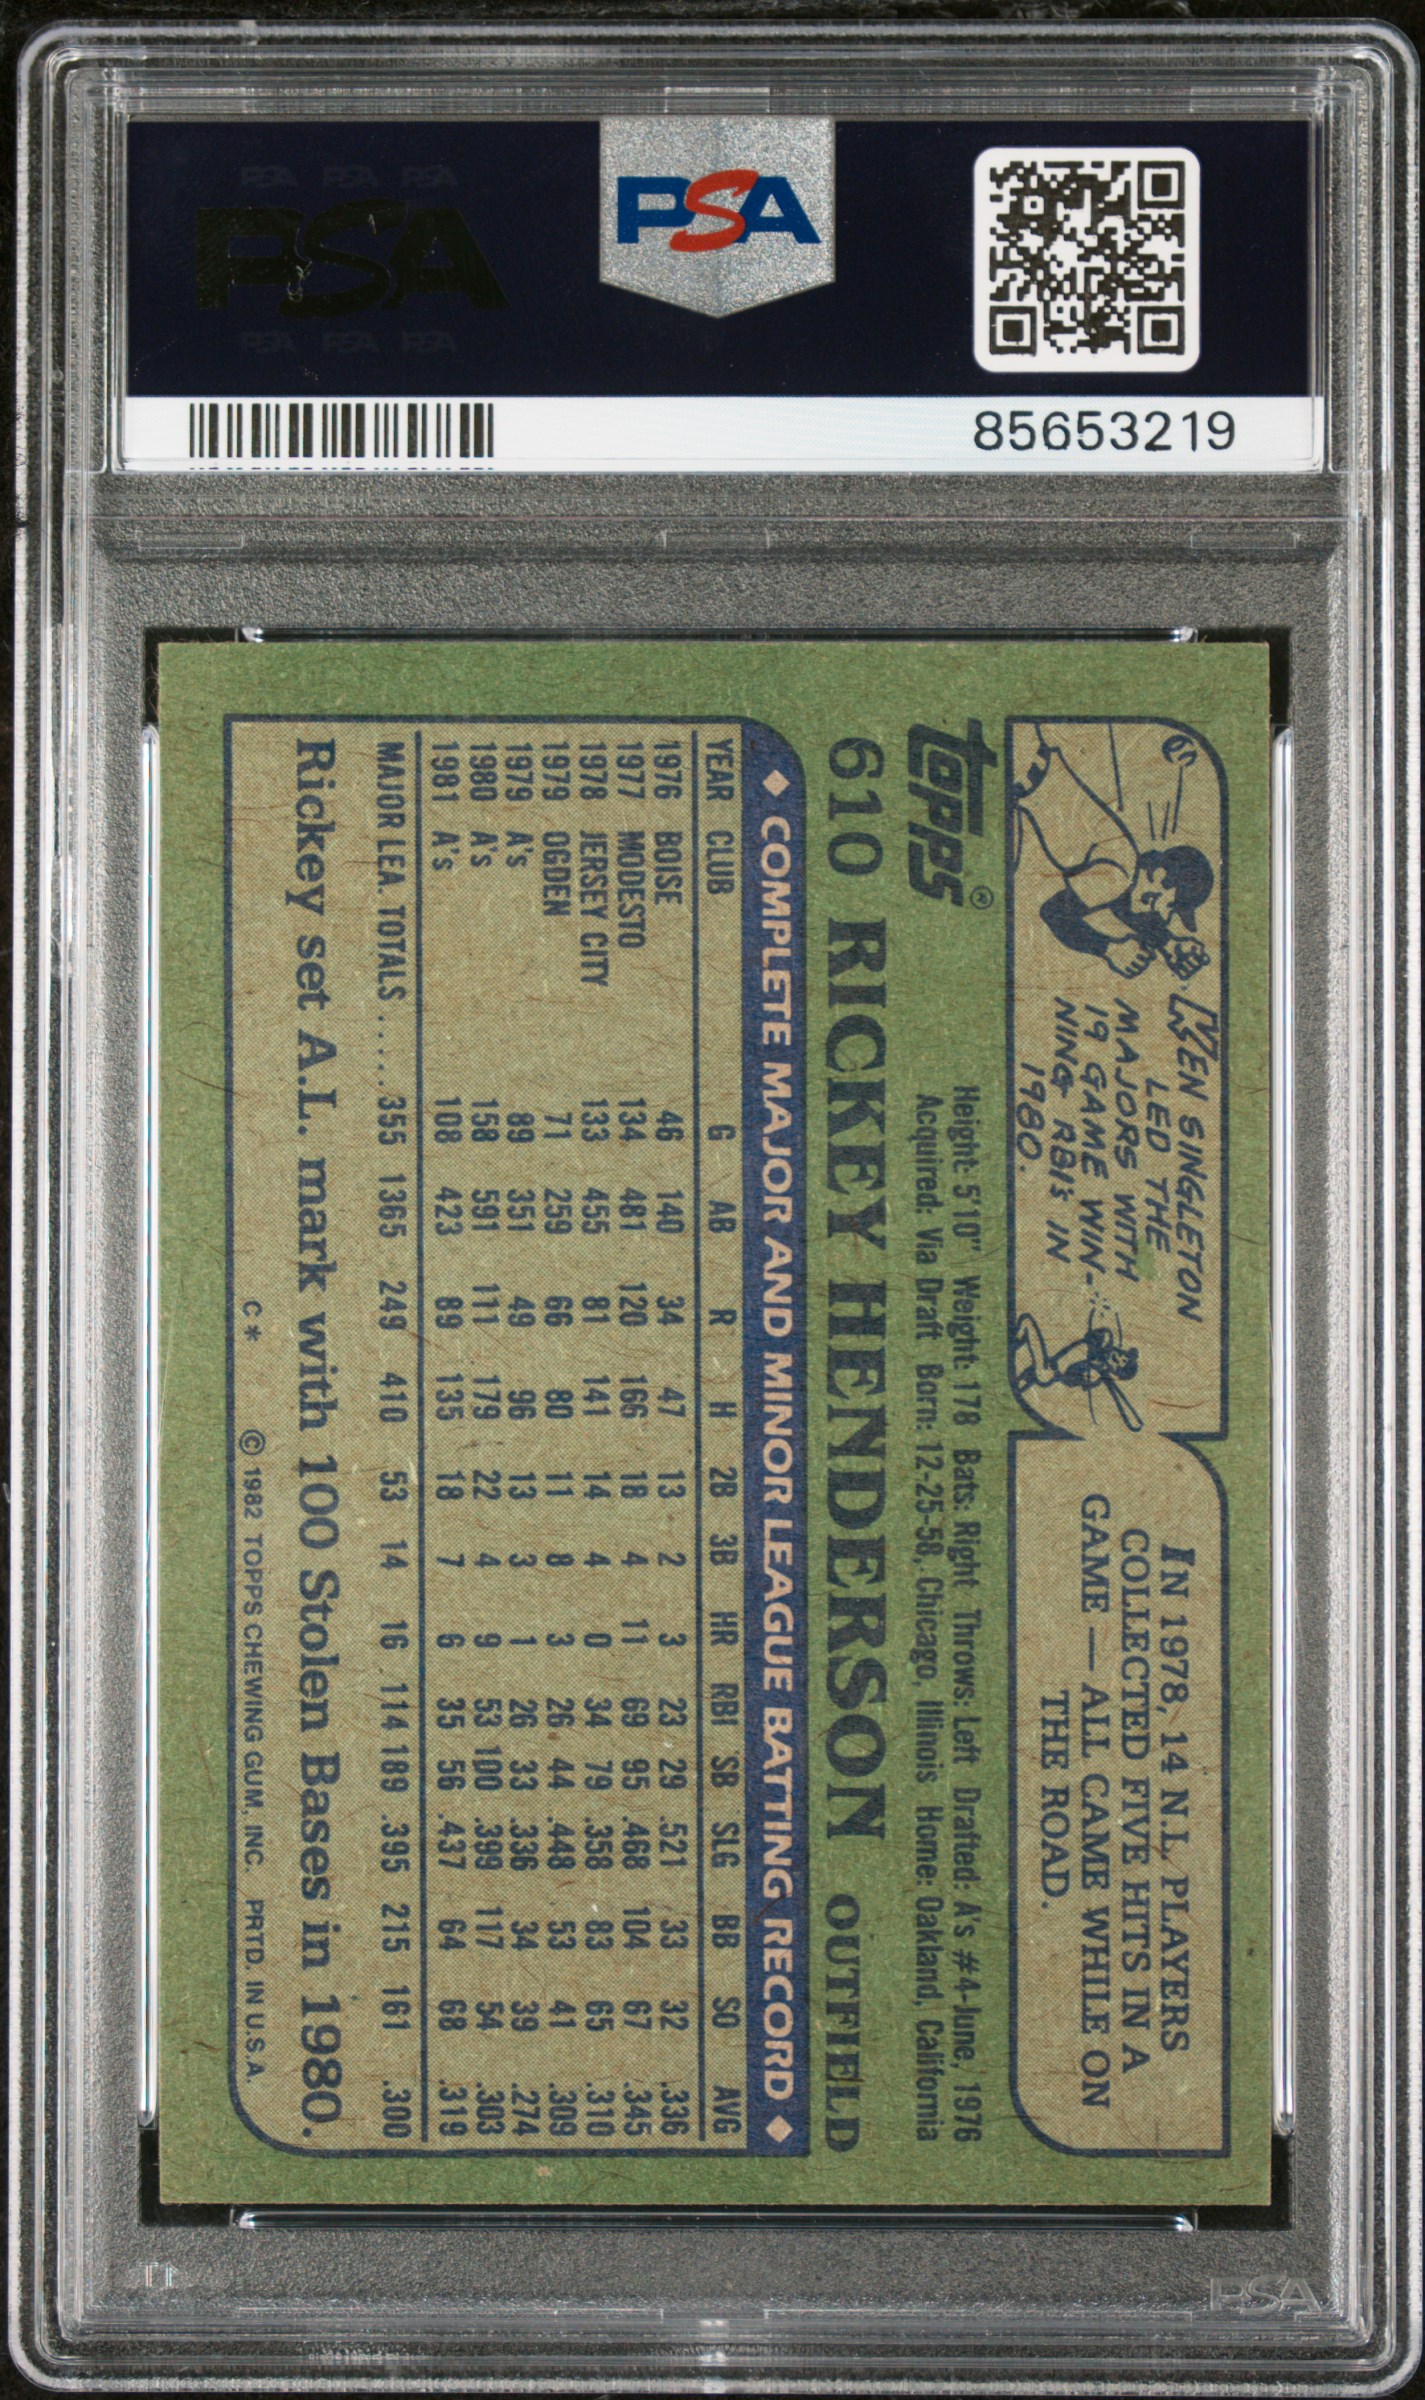 PSA PSA PSA
PSA
PSA PSA PSA
PSA
85653219
KEN SINGLETON
LED THE
MAJORS WITH
19 GAME WIN-
NING RBI's IN
1980.
IN 1978, 14 N.L. PLAYERS
COLLECTED FIVE HITS IN A
GAME — ALL CAME WHILE ON
THE ROAD.
Topps®
Height: 5'10" Weight: 178 Bats: Right Throws: Left Drafted: A's #4-June, 1976
Acquired: Via Draft Born: 12-25-58, Chicago, Illinois Home: Oakland, California
610 RICKEY HENDERSON OUTFIELD
◆ COMPLETE MAJOR AND MINOR LEAGUE BATTING RECORD ◆
YEAR CLUB G AB R H 2B 3B HR RBI SB SLG BB SO AVG
1976 BOISE 46 140 34 47 13 2 3 23 29 .521 33 32 .336
1977 MODESTO 134 481 120 166 18 4 11 69 95 .468 104 67 .345
1978 JERSEY CITY 133 455 81 141 14 4 0 34 79 .358 83 65 .310
1979 OGDEN 71 259 66 80 11 8 3 26 44 .448 53 41 .309
1979 A's 89 351 49 96 13 3 1 26 33 .336 34 39 .274
1980 A's 158 591 111 179 22 4 9 53 100 .399 117 54 .303
1981 A's 108 423 89 135 18 7 6 35 56 .437 64 68 .319
MAJOR LEA. TOTALS ..... 355 1365 249 410 53 14 16 114 189 .395 215 161 .300
Rickey set A.L. mark with 100 Stolen Bases in 1980.
C* © 1982 TOPPS CHEWING GUM, INC. PRTD. IN U.S.A.
PSA